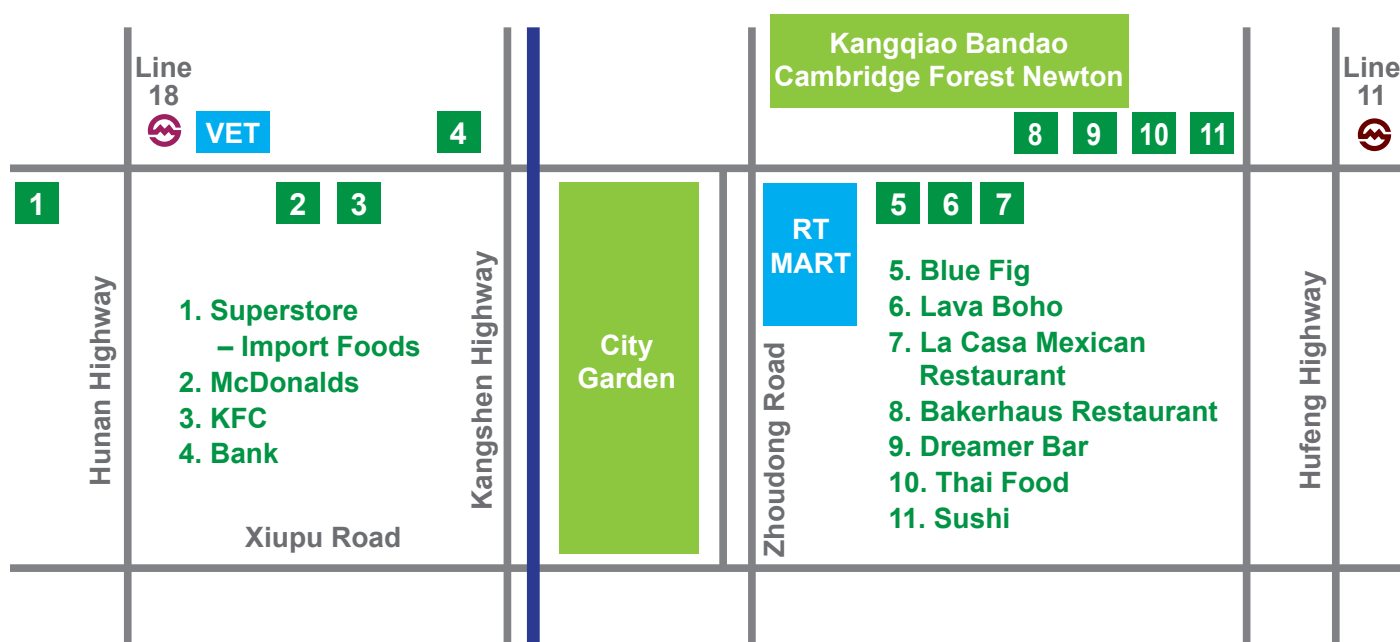 Kangqiao Bandao
Cambridge Forest Newton
Line
18
Line
11
VET
4
8
9
10
11
1
2
3
5
6
7
RT
MART
5. Blue Fig
6. Lava Boho
7. La Casa Mexican
Restaurant
8. Bakerhaus Restaurant
9. Dreamer Bar
10. Thai Food
11. Sushi
1. Superstore
– Import Foods
2. McDonalds
3. KFC
4. Bank
City
Garden
Hunan Highway
Kangshen Highway
Zhoudong Road
Hufeng Highway
Xiupu Road